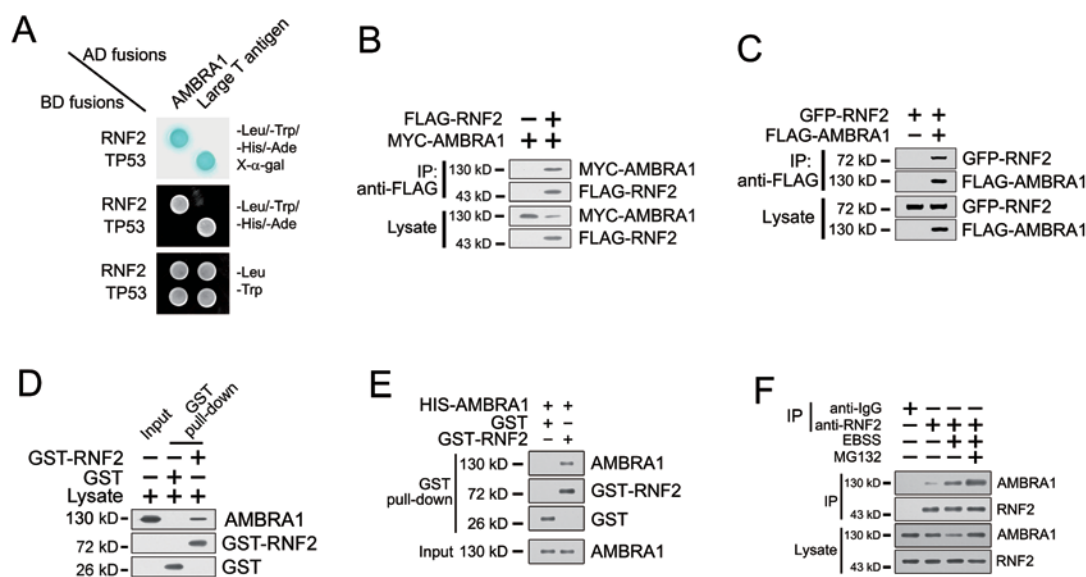 A
AD fusions
BD fusions
AMBRA1
Large T antigen
RNF2
TP53
-Leu/-Trp/
-His/-Ade
X-α-gal
RNF2
TP53
-Leu/-Trp/
-His/-Ade
RNF2
TP53
-Leu
-Trp
B
FLAG-RNF2 − +
MYC-AMBRA1 + +
IP:
anti-FLAG
130 kD MYC-AMBRA1
43 kD FLAG-RNF2
Lysate
130 kD MYC-AMBRA1
43 kD FLAG-RNF2
C
GFP-RNF2 + +
FLAG-AMBRA1 − +
IP:
anti-FLAG
72 kD GFP-RNF2
130 kD FLAG-AMBRA1
Lysate
72 kD GFP-RNF2
130 kD FLAG-AMBRA1
D
Input
GST
pull-down
GST-RNF2 − − +
GST − + −
Lysate + + +
130 kD AMBRA1
72 kD GST-RNF2
26 kD GST
E
HIS-AMBRA1 + +
GST + −
GST-RNF2 − +
GST
pull-down
130 kD AMBRA1
72 kD GST-RNF2
26 kD GST
Input 130 kD AMBRA1
F
IP
anti-IgG + − − −
anti-RNF2 − + + +
EBSS − − + +
MG132 − − − +
IP
130 kD AMBRA1
43 kD RNF2
Lysate
130 kD AMBRA1
43 kD RNF2